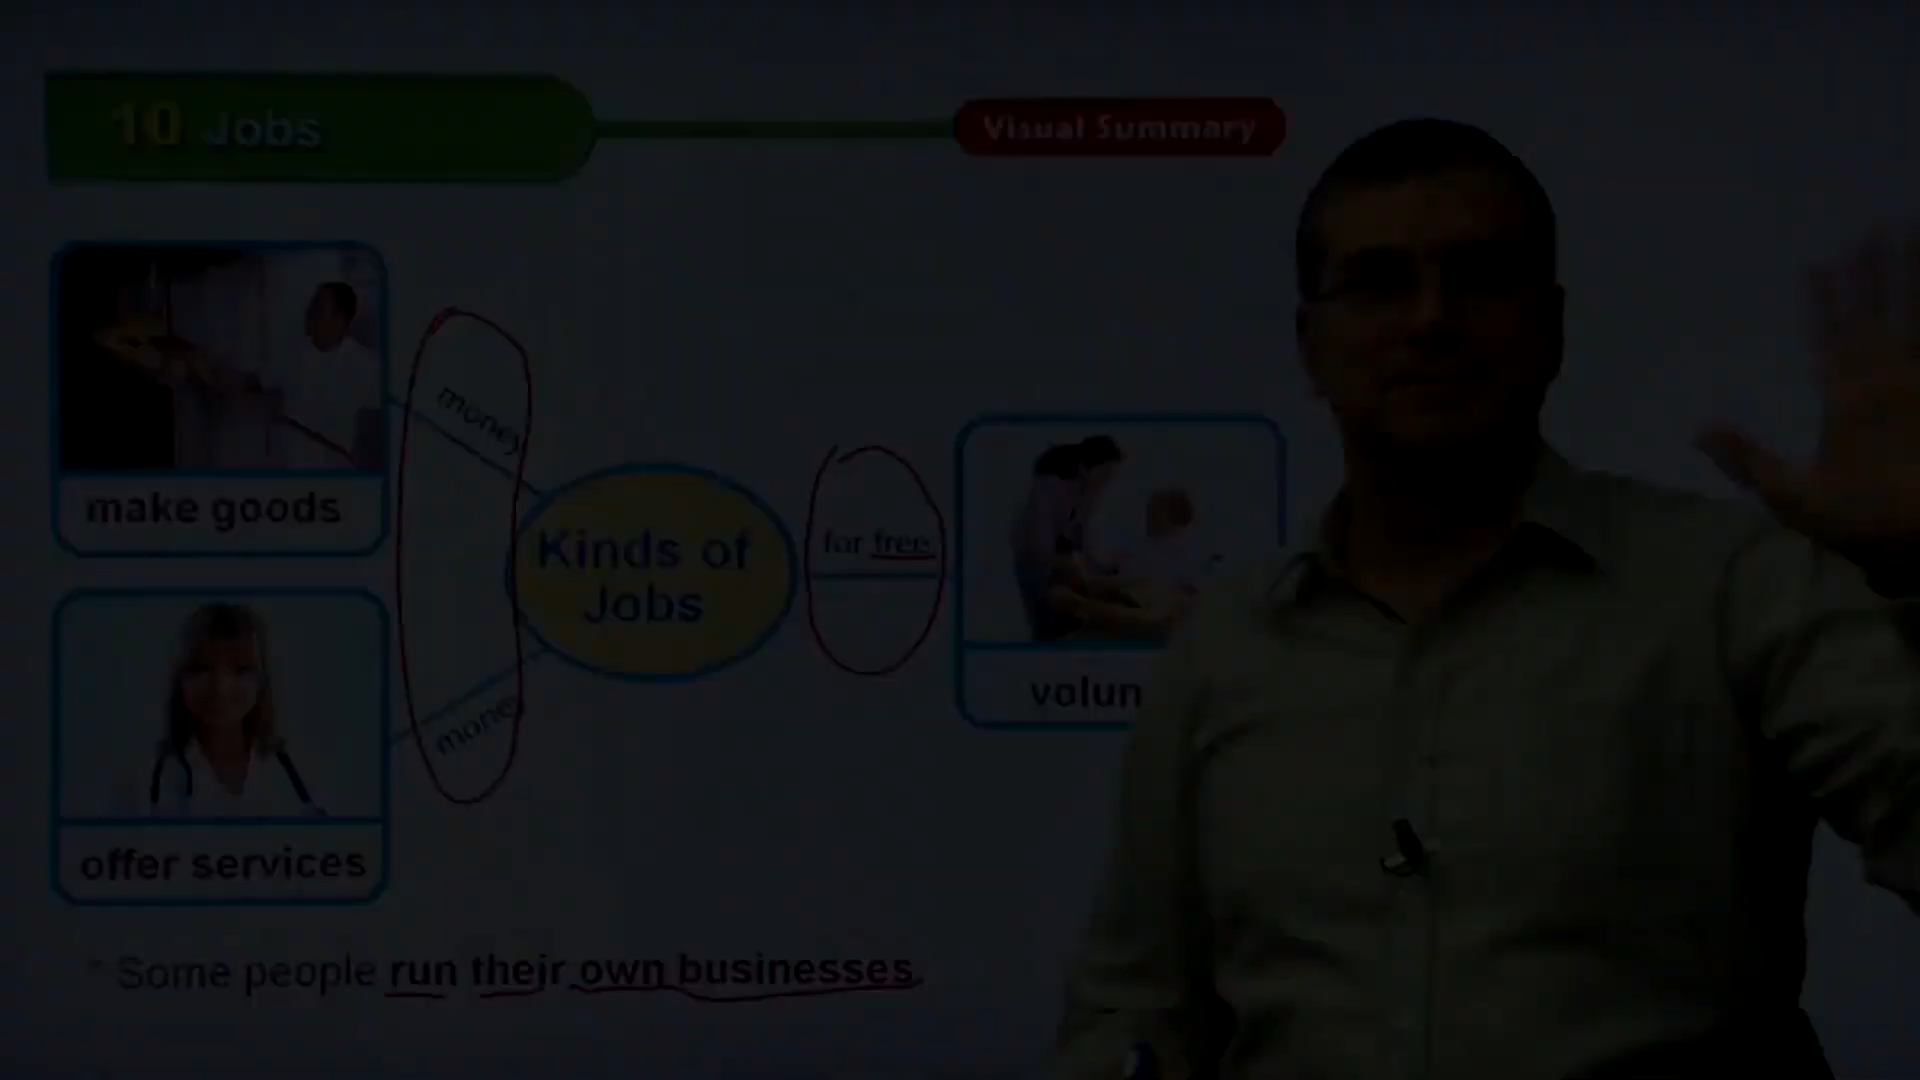 10 Jobs
Visual Summary
make goods
money
Kinds of
Jobs
for free
offer services
money
volun
* Some people run their own businesses.